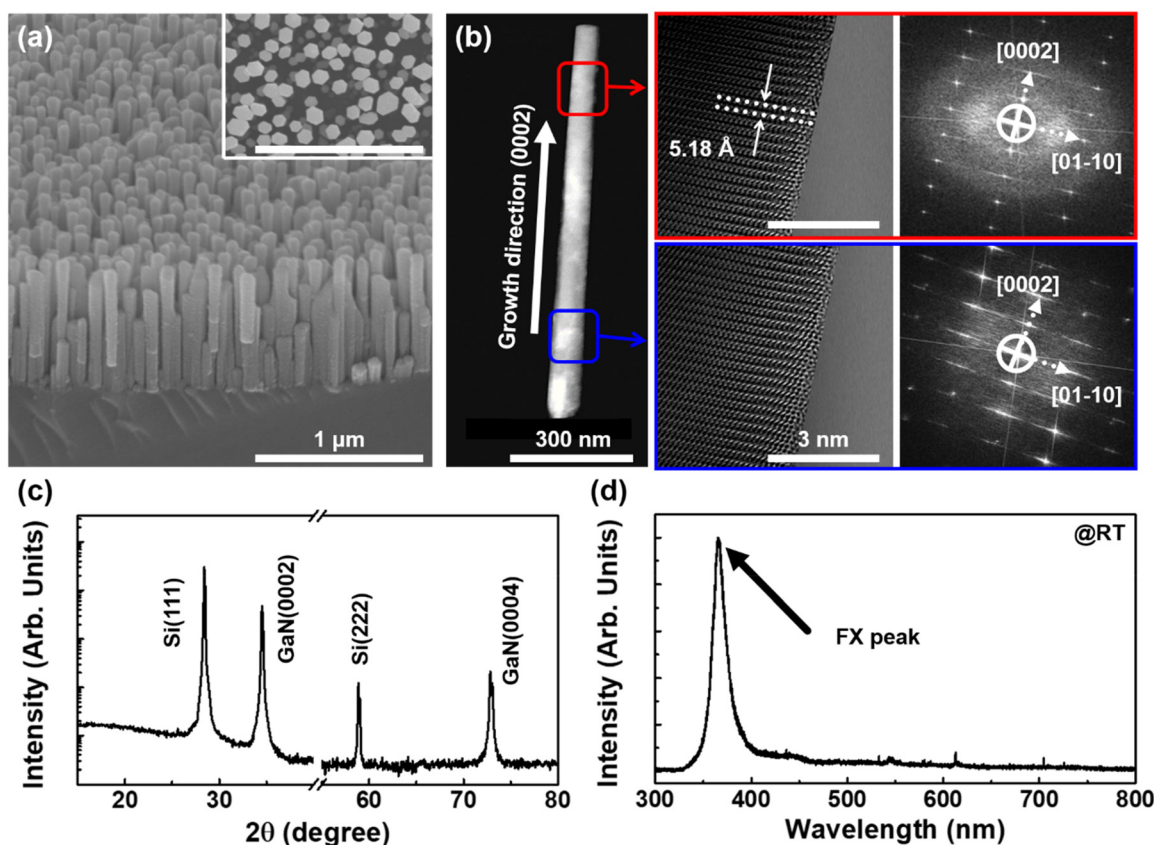 (a)
1 µm
(b)
Growth direction (0002)
300 nm
5.18 Å
[0002]
[01-10]
3 nm
[0002]
[01-10]
(c)
Intensity (Arb. Units)
Si(111)
GaN(0002)
Si(222)
GaN(0004)
20 30 60 70 80
2θ (degree)
(d)
Intensity (Arb. Units)
@RT
FX peak
300 400 500 600 700 800
Wavelength (nm)